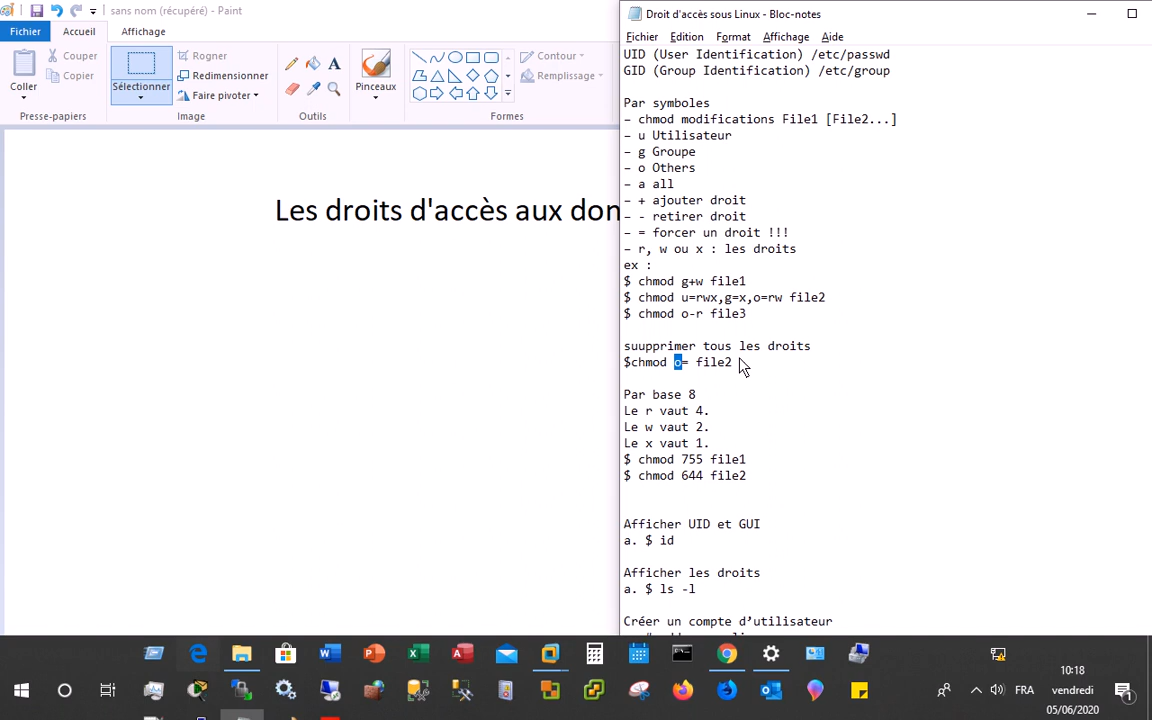 sans nom (récupéré) - Paint
Fichier Accueil Affichage
Coller
Couper
Copier
Presse-papiers
Sélectionner
Rogner
Redimensionner
Faire pivoter
Image
Outils
Pinceaux
Formes
Contour
Remplissage
Les droits d'accès aux don
Droit d'accès sous Linux - Bloc-notes
Fichier Edition Format Affichage Aide
UID (User Identification) /etc/passwd
GID (Group Identification) /etc/group
Par symboles
– chmod modifications File1 [File2...]
– u Utilisateur
– g Groupe
– o Others
– a all
– + ajouter droit
– - retirer droit
– = forcer un droit !!!
– r, w ou x : les droits
ex :
$ chmod g+w file1
$ chmod u=rwx,g=x,o=rw file2
$ chmod o-r file3
suupprimer tous les droits
$chmod o= file2
Par base 8
Le r vaut 4.
Le w vaut 2.
Le x vaut 1.
$ chmod 755 file1
$ chmod 644 file2
Afficher UID et GUI
a. $ id
Afficher les droits
a. $ ls -l
Créer un compte d’utilisateur
FRA
10:18
vendredi
05/06/2020